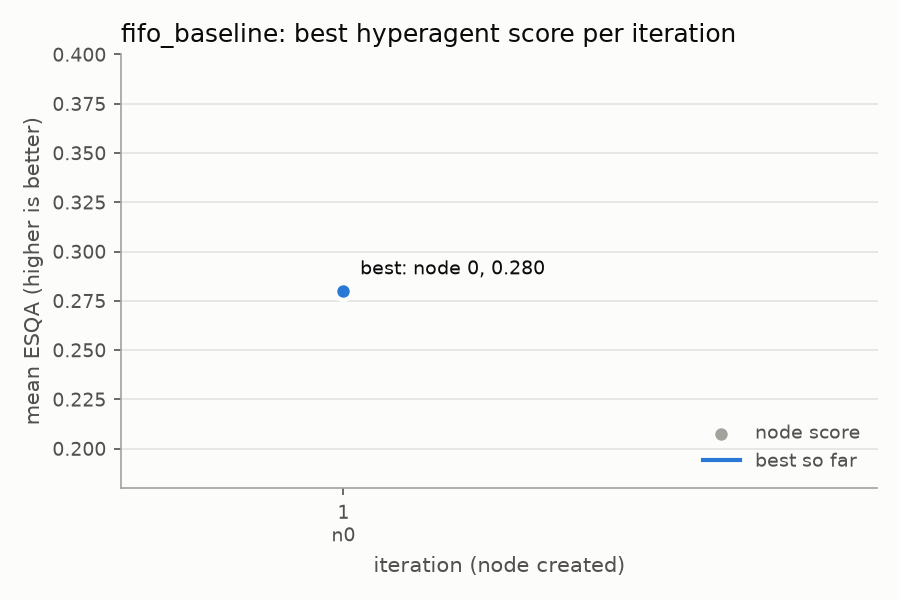 fifo_baseline: best hyperagent score per iteration
mean ESQA (higher is better)
0.400
0.375
0.350
0.325
0.300
0.275
0.250
0.225
0.200
best: node 0, 0.280
node score
best so far
1
n0
iteration (node created)